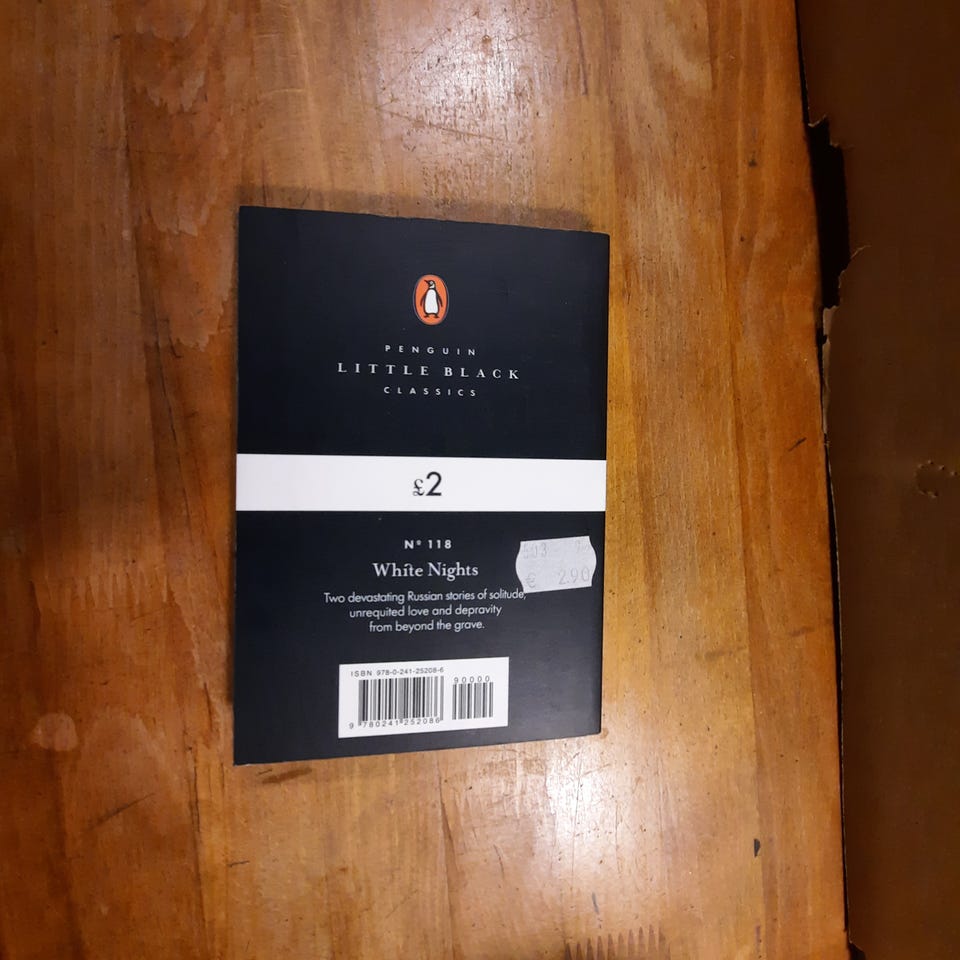 PENGUIN
LITTLE BLACK
CLASSICS
£2
Nº 118
White Nights
Two devastating Russian stories of solitude,
unrequited love and depravity
from beyond the grave.
503
€ 2.90
ISBN 978-0-241-25208-6
90000
9 780241 252086